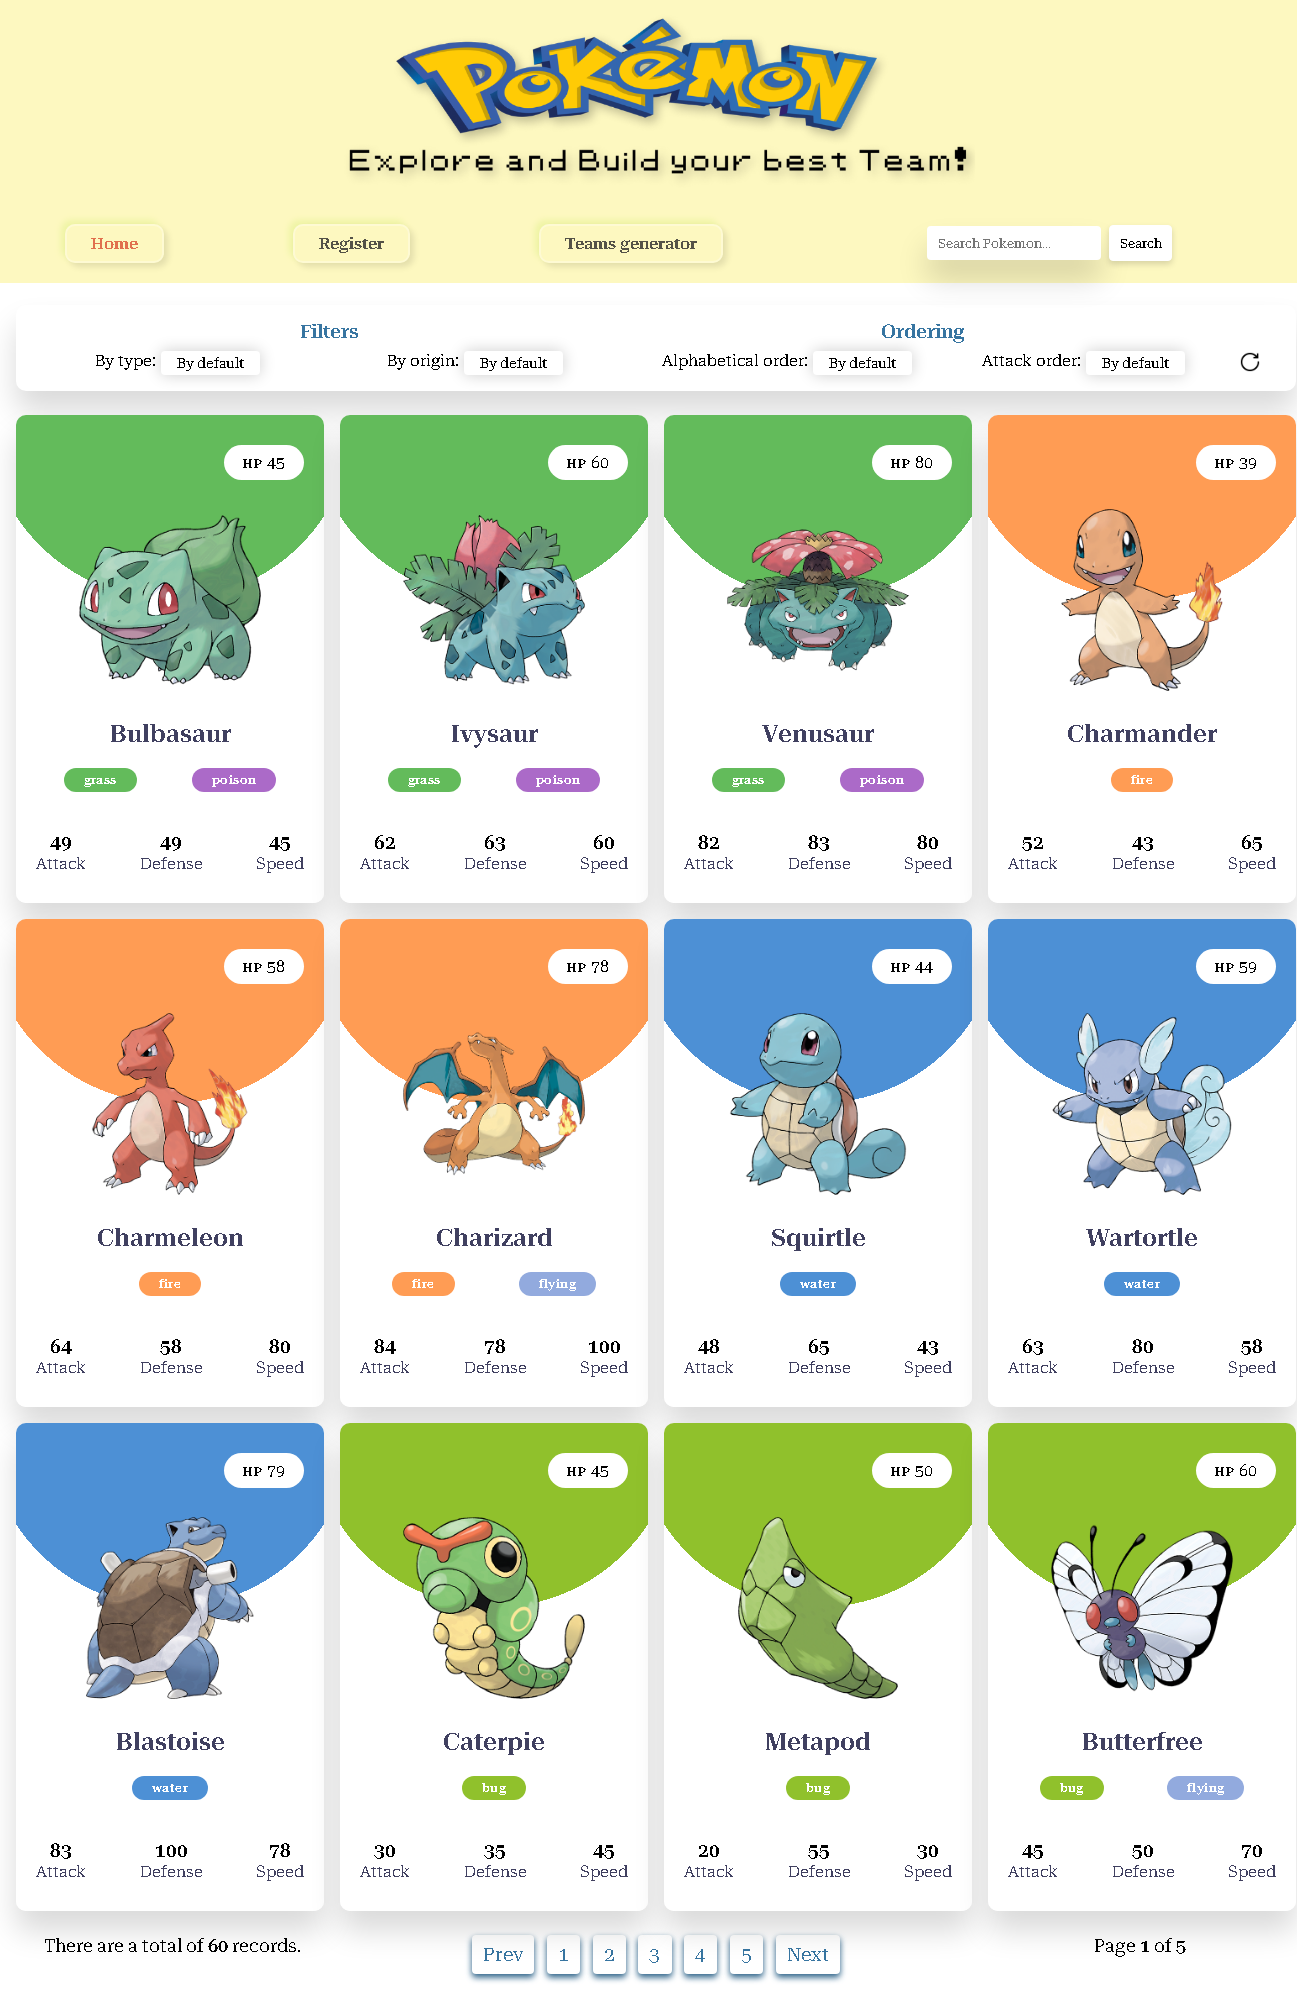 POKéMON
Explore and Build your best Team!
Home Register Teams generator Search Pokemon... Search
Filters Ordering
By type: By default By origin: By default Alphabetical order: By default Attack order: By default
HP 45 HP 60 HP 80 HP 39
Bulbasaur Ivysaur Venusaur Charmander
grass poison grass poison grass poison fire
49 49 45 62 63 60 82 83 80 52 43 65
Attack Defense Speed Attack Defense Speed Attack Defense Speed Attack Defense Speed
HP 58 HP 78 HP 44 HP 59
Charmeleon Charizard Squirtle Wartortle
fire fire flying water water
64 58 80 84 78 100 48 65 43 63 80 58
Attack Defense Speed Attack Defense Speed Attack Defense Speed Attack Defense Speed
HP 79 HP 45 HP 50 HP 60
Blastoise Caterpie Metapod Butterfree
water bug bug bug flying
83 100 78 30 35 45 20 55 30 45 50 70
Attack Defense Speed Attack Defense Speed Attack Defense Speed Attack Defense Speed
There are a total of 60 records. Prev 1 2 3 4 5 Next Page 1 of 5